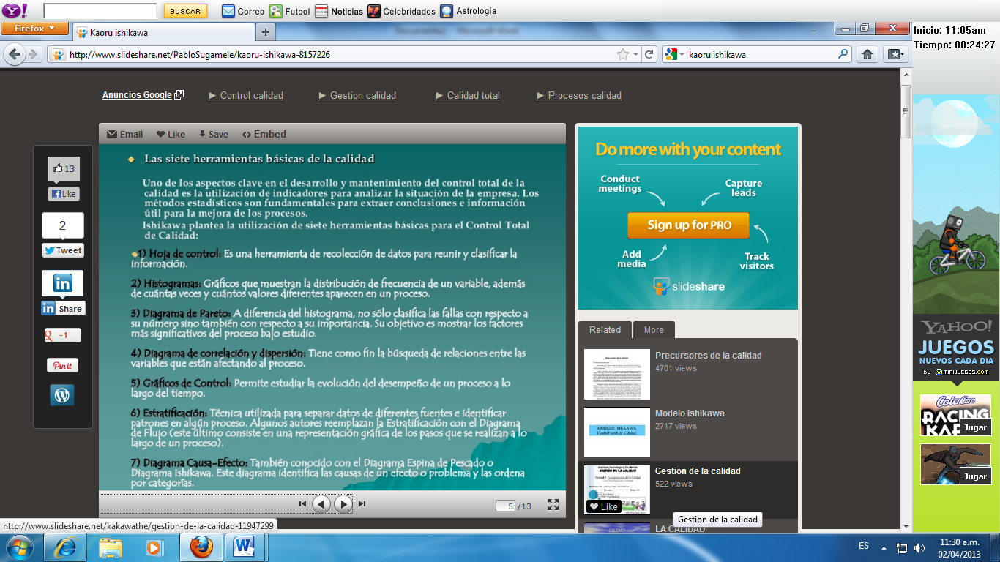 Y!
BUSCAR
Correo
Futbol
Noticias
Celebridades
Astrología
Firefox
Kaoru ishikawa
Inicio: 11:05am
Tiempo: 00:24:27
http://www.slideshare.net/PabloSugamele/kaoru-ishikawa-8157226
kaoru ishikawa
Anuncios Google
► Control calidad
► Gestion calidad
► Calidad total
► Procesos calidad
Email
Like
Save
Embed
13
Like
2
Tweet
in
in Share
+1
Pin it
Las siete herramientas básicas de la calidad
Uno de los aspectos clave en el desarrollo y mantenimiento del control total de la
calidad es la utilización de indicadores para analizar la situación de la empresa. Los
métodos estadísticos son fundamentales para extraer conclusiones e información
útil para la mejora de los procesos.
Ishikawa plantea la utilización de siete herramientas básicas para el Control Total
de Calidad:
1) Hoja de control: Es una herramienta de recolección de datos para reunir y clasificar la
información.
2) Histogramas: Gráficos que muestran la distribución de frecuencia de un variable, además
de cuántas veces y cuántos valores diferentes aparecen en un proceso.
3) Diagrama de Pareto: A diferencia del histograma, no sólo clasifica las fallas con respecto a
su número sino también con respecto a su importancia. Su objetivo es mostrar los factores
más significativos del proceso bajo estudio.
4) Diagrama de correlación y dispersión: Tiene como fin la búsqueda de relaciones entre las
variables que están afectando al proceso.
5) Gráficos de Control: Permite estudiar la evolución del desempeño de un proceso a lo
largo del tiempo.
6) Estratificación: Técnica utilizada para separar datos de diferentes fuentes e identificar
patrones en algún proceso. Algunos autores reemplazan la Estratificación con el Diagrama
de Flujo (este último consiste en una representación gráfica de los pasos que se realizan a lo
largo de un proceso).
7) Diagrama Causa-Efecto: También conocido con el Diagrama Espina de Pescado o
Diagrama Ishikawa. Este diagrama identifica las causas de un efecto o problema y las ordena
por categorías.
5 /13
Do more with your content
Conduct
meetings
Capture
leads
Sign up for PRO
Add
media
Track
visitors
slideshare
Related
More
Precursores de la calidad
4701 views
MODELO ISHIKAWA,
Control total de Calidad.
Modelo ishikawa
2717 views
Gestion de la calidad
522 views
Like
Gestion de la calidad
LA CALIDAD
YAHOO!
JUEGOS
NUEVOS CADA DIA
by MINIJUEGOS.com
ColaCao
RACING
Jugar
Jugar
http://www.slideshare.net/kakawathe/gestion-de-la-calidad-11947299
ES
11:30 a.m.
02/04/2013